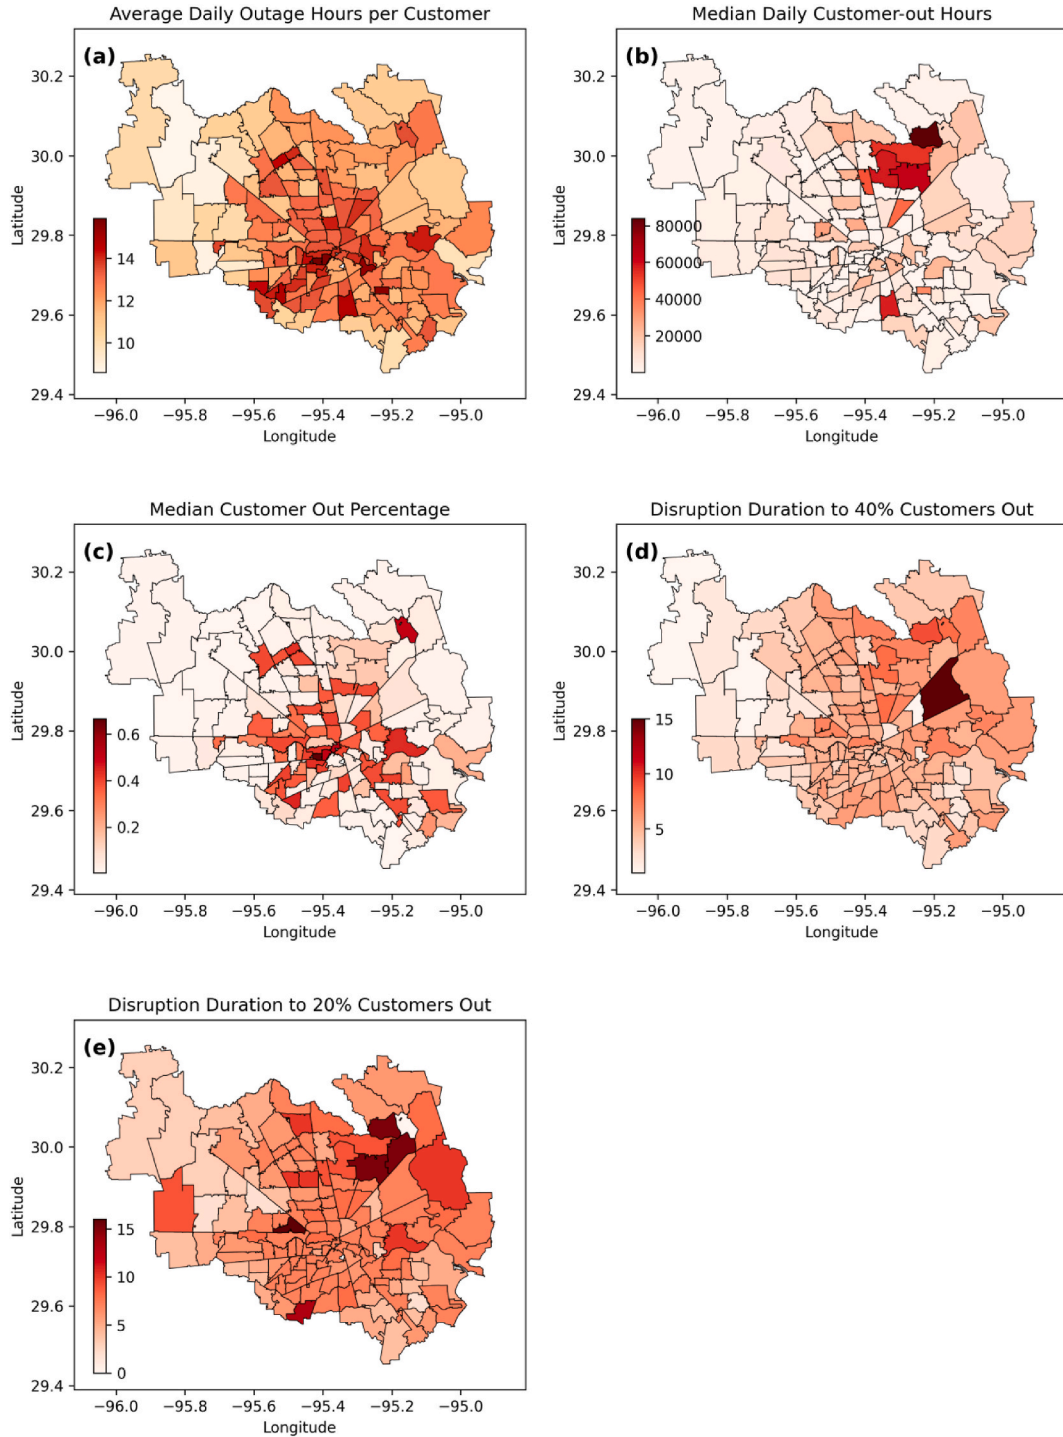 Average Daily Outage Hours per Customer
(a)
30.2
30.0
29.8
29.6
29.4
14
12
10
Latitude
−96.0 −95.8 −95.6 −95.4 −95.2 −95.0
Longitude
Median Daily Customer-out Hours
(b)
30.2
30.0
29.8
29.6
29.4
80000
60000
40000
20000
Latitude
−96.0 −95.8 −95.6 −95.4 −95.2 −95.0
Longitude
Median Customer Out Percentage
(c)
30.2
30.0
29.8
29.6
29.4
0.6
0.4
0.2
Latitude
−96.0 −95.8 −95.6 −95.4 −95.2 −95.0
Longitude
Disruption Duration to 40% Customers Out
(d)
30.2
30.0
29.8
29.6
29.4
15
10
5
Latitude
−96.0 −95.8 −95.6 −95.4 −95.2 −95.0
Longitude
Disruption Duration to 20% Customers Out
(e)
30.2
30.0
29.8
29.6
29.4
15
10
5
0
Latitude
−96.0 −95.8 −95.6 −95.4 −95.2 −95.0
Longitude